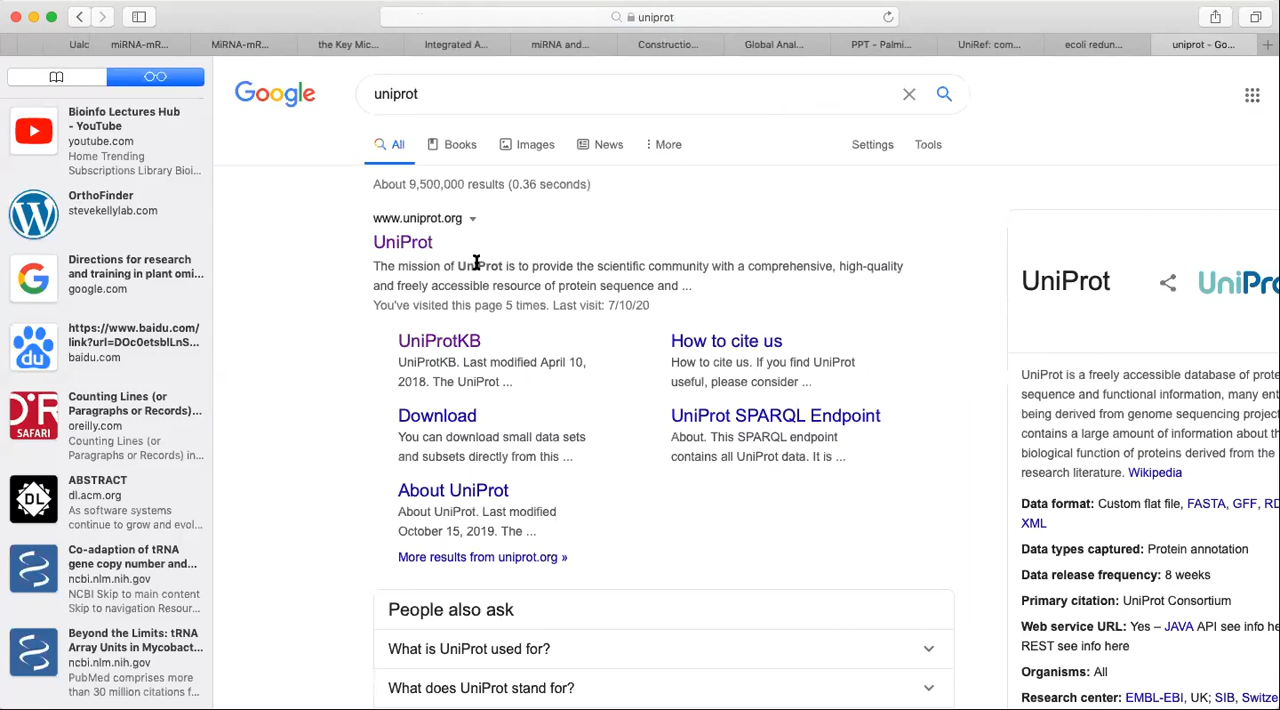 uniprot
Ualc
miRNA-mR...
MiRNA-mR...
the Key Mic...
Integrated A...
miRNA and...
Constructio...
Global Anal...
PPT - Palmi...
UniRef: com...
ecoli redun...
uniprot - Go...
Bioinfo Lectures Hub
- YouTube
youtube.com
Home Trending
Subscriptions Library Bioi...
OrthoFinder
stevekellylab.com
Directions for research
and training in plant omi...
google.com
https://www.baidu.com/
link?url=DOc0etsblLnS...
baidu.com
Counting Lines (or
Paragraphs or Records)...
oreilly.com
Counting Lines (or
Paragraphs or Records) in...
ABSTRACT
dl.acm.org
As software systems
continue to grow and evol...
Co-adaption of tRNA
gene copy number and...
ncbi.nlm.nih.gov
NCBI Skip to main content
Skip to navigation Resour...
Beyond the Limits: tRNA
Array Units in Mycobact...
ncbi.nlm.nih.gov
PubMed comprises more
than 30 million citations f...
Google
uniprot
All
Books
Images
News
More
Settings
Tools
About 9,500,000 results (0.36 seconds)
www.uniprot.org
UniProt
The mission of UniProt is to provide the scientific community with a comprehensive, high-quality
and freely accessible resource of protein sequence and ...
You've visited this page 5 times. Last visit: 7/10/20
UniProtKB
UniProtKB. Last modified April 10,
2018. The UniProt ...
How to cite us
How to cite us. If you find UniProt
useful, please consider ...
Download
You can download small data sets
and subsets directly from this ...
UniProt SPARQL Endpoint
About. This SPARQL endpoint
contains all UniProt data. It is ...
About UniProt
About UniProt. Last modified
October 15, 2019. The ...
More results from uniprot.org »
People also ask
What is UniProt used for?
What does UniProt stand for?
UniProt
UniPro
UniProt is a freely accessible database of prote
sequence and functional information, many ent
being derived from genome sequencing projec
contains a large amount of information about th
biological function of proteins derived from the
research literature. Wikipedia
Data format: Custom flat file, FASTA, GFF, RD
XML
Data types captured: Protein annotation
Data release frequency: 8 weeks
Primary citation: UniProt Consortium
Web service URL: Yes – JAVA API see info he
REST see info here
Organisms: All
Research center: EMBL-EBI, UK; SIB, Switze